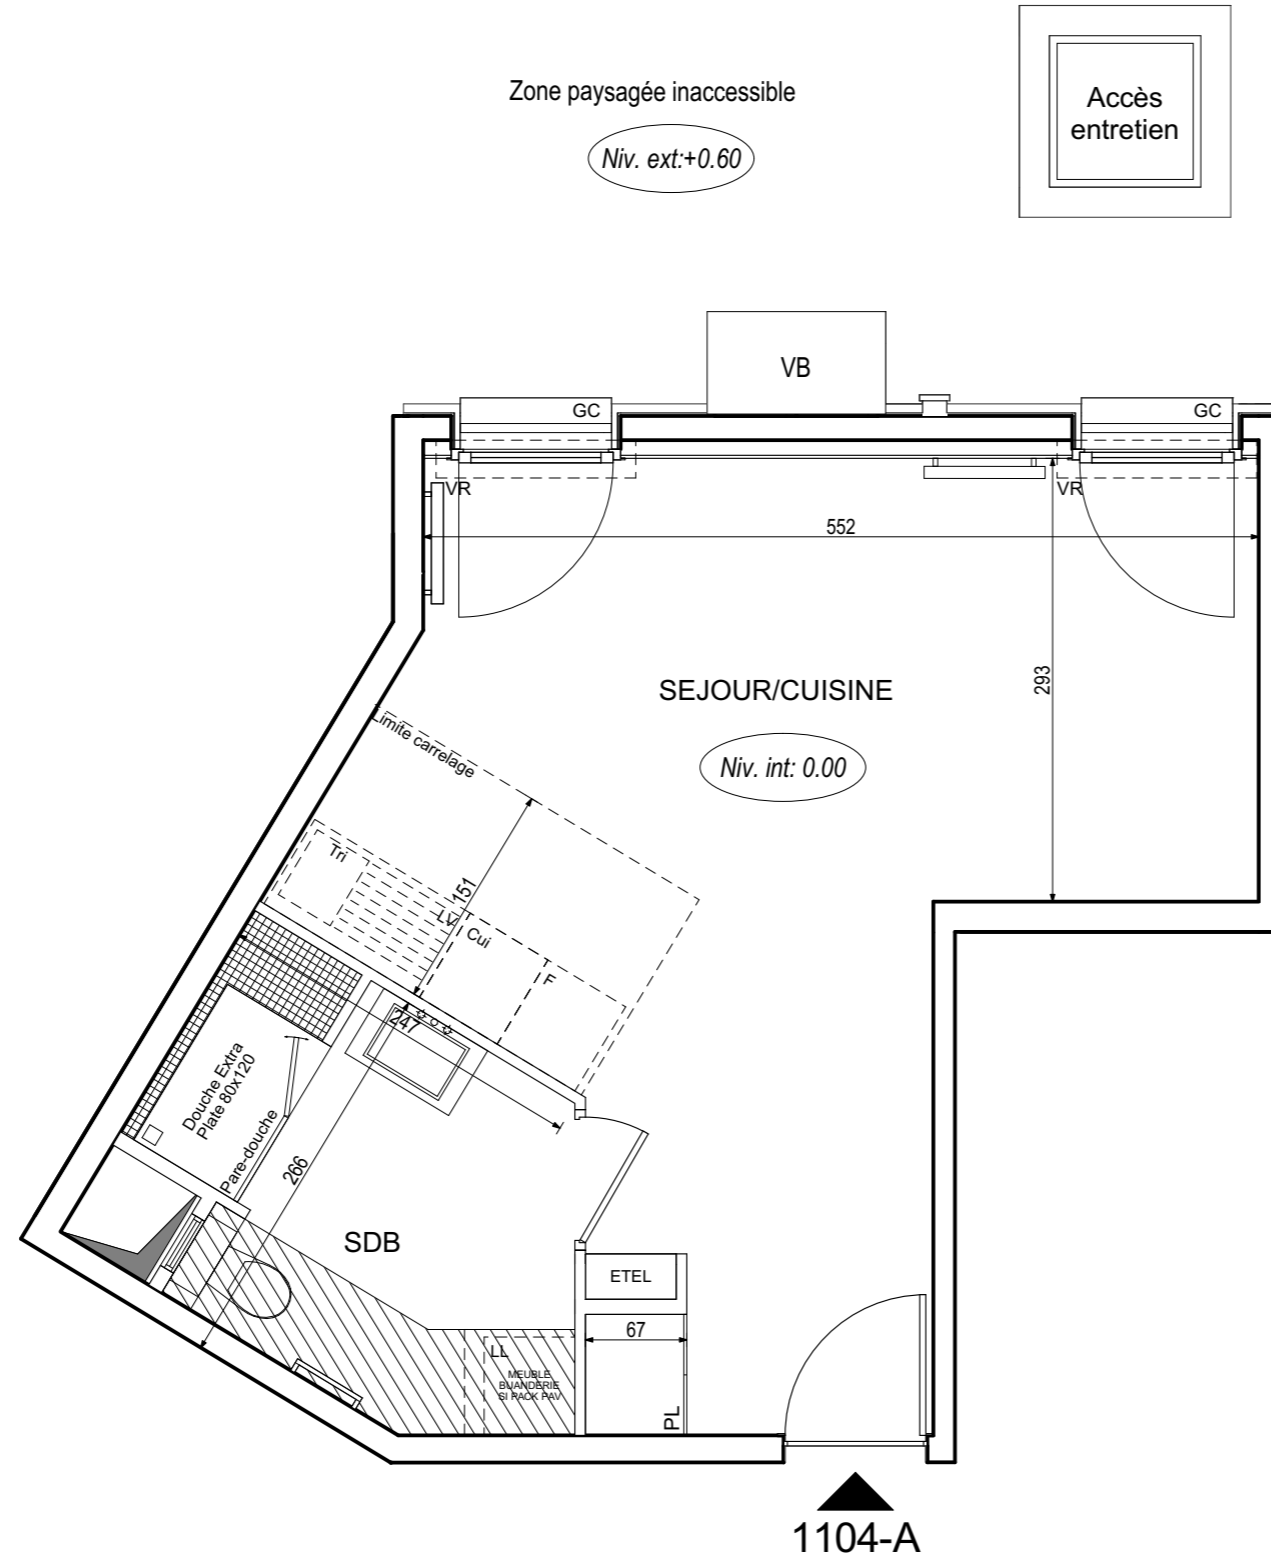 Accès
entretien
Zone paysagée inaccessible
Niv. ext:+0.60
VB
GC
GC
VR
VR
552
293
SEJOUR/CUISINE
Niv. int: 0.00
Limite carrelage
Tri
151
LV
Cui
F
247
Douche Extra
Plate 80x120
Pare-douche
266
SDB
ETEL
67
LL
MEUBLE
BUANDERIE
SI PACK PAV
PL
1104-A